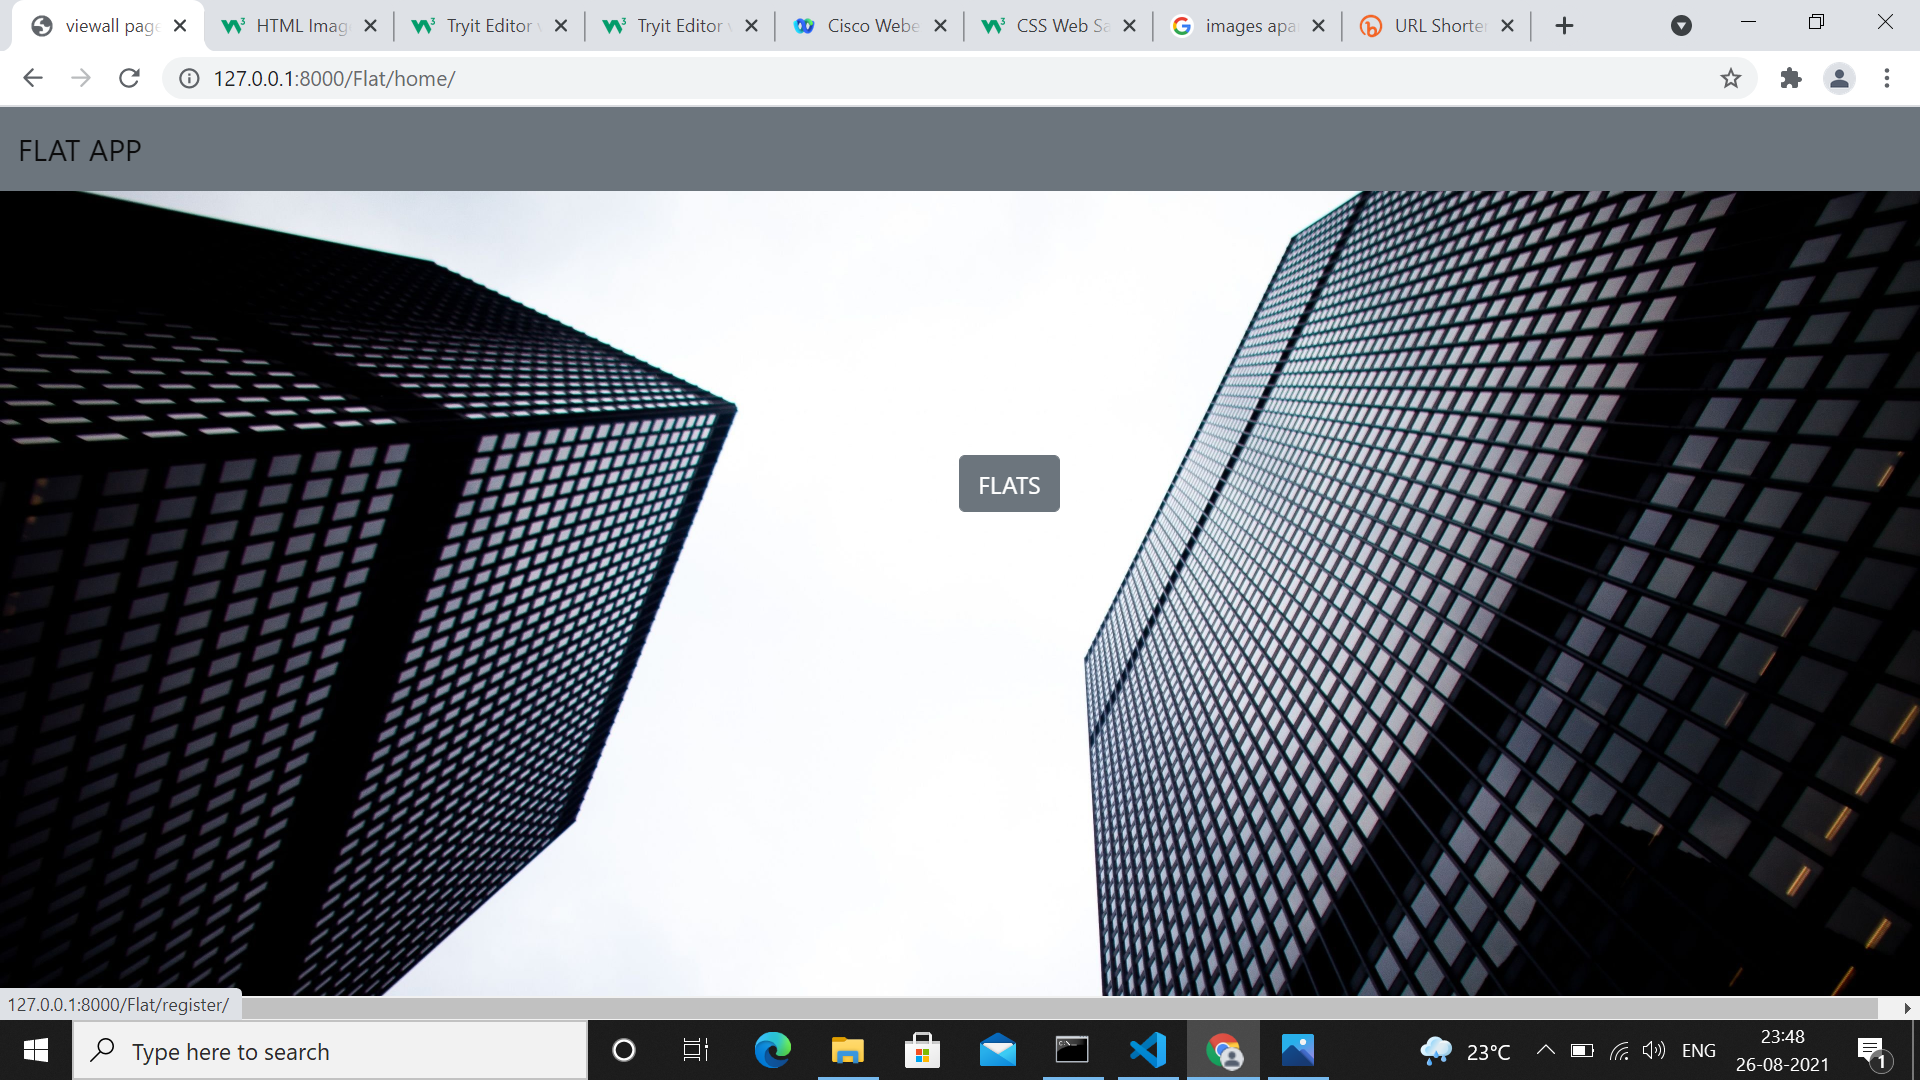 viewall page
HTML Imag
Tryit Editor v
Tryit Editor v
Cisco Webe
CSS Web Sa
images apar
URL Shorter
127.0.0.1:8000/Flat/home/
FLAT APP
FLATS
127.0.0.1:8000/Flat/register/
Type here to search
23°C
ENG
23:48
26-08-2021
1